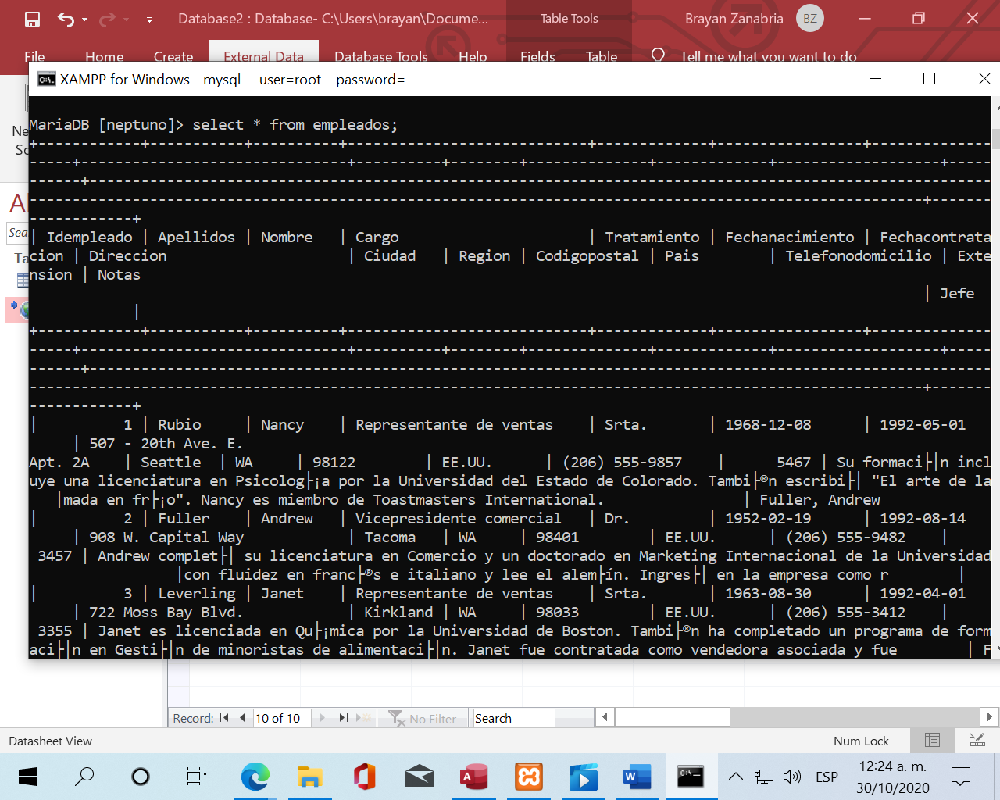 Database2 : Database- C:\Users\brayan\Docume...
Table Tools
Brayan Zanabria
BZ
File Home Create External Data Database Tools Help Fields Table Tell me what you want to do
XAMPP for Windows - mysql --user=root --password=
MariaDB [neptuno]> select * from empleados;
+------------+-----------+----------+----------------------------+-------------+-----------------+--------------
-----+-------------------------------+----------+--------+--------------+-------------+-------------------+-----
------+---------------------------------------------------------------------------------------------------------
--------------------------------------------------------------------------------------------------------+-------
------------+
| Idempleado | Apellidos | Nombre | Cargo | Tratamiento | Fechanacimiento | Fechacontrata
cion | Direccion | Ciudad | Region | Codigopostal | Pais | Telefonodomicilio | Exte
nsion | Notas
| Jefe
|
+------------+-----------+----------+----------------------------+-------------+-----------------+--------------
-----+-------------------------------+----------+--------+--------------+-------------+-------------------+-----
------+---------------------------------------------------------------------------------------------------------
--------------------------------------------------------------------------------------------------------+-------
------------+
| 1 | Rubio | Nancy | Representante de ventas | Srta. | 1968-12-08 | 1992-05-01
| 507 - 20th Ave. E.
Apt. 2A | Seattle | WA | 98122 | EE.UU. | (206) 555-9857 | 5467 | Su formaci├│n incl
uye una licenciatura en Psicolog├¡a por la Universidad del Estado de Colorado. Tambi├®n escribi├│ "El arte de la
|mada en fr├¡o". Nancy es miembro de Toastmasters International. | Fuller, Andrew
| 2 | Fuller | Andrew | Vicepresidente comercial | Dr. | 1952-02-19 | 1992-08-14
| 908 W. Capital Way | Tacoma | WA | 98401 | EE.UU. | (206) 555-9482 |
3457 | Andrew complet├│ su licenciatura en Comercio y un doctorado en Marketing Internacional de la Universidad
|con fluidez en franc├®s e italiano y lee el alem├ín. Ingres├│ en la empresa como r |
| 3 | Leverling | Janet | Representante de ventas | Srta. | 1963-08-30 | 1992-04-01
| 722 Moss Bay Blvd. | Kirkland | WA | 98033 | EE.UU. | (206) 555-3412 |
3355 | Janet es licenciada en Qu├¡mica por la Universidad de Boston. Tambi├®n ha completado un programa de form
aci├│n en Gesti├│n de minoristas de alimentaci├│n. Janet fue contratada como vendedora asociada y fue | F
Record: 10 of 10 No Filter Search
Datasheet View
Num Lock
ESP
12:24 a. m.
30/10/2020